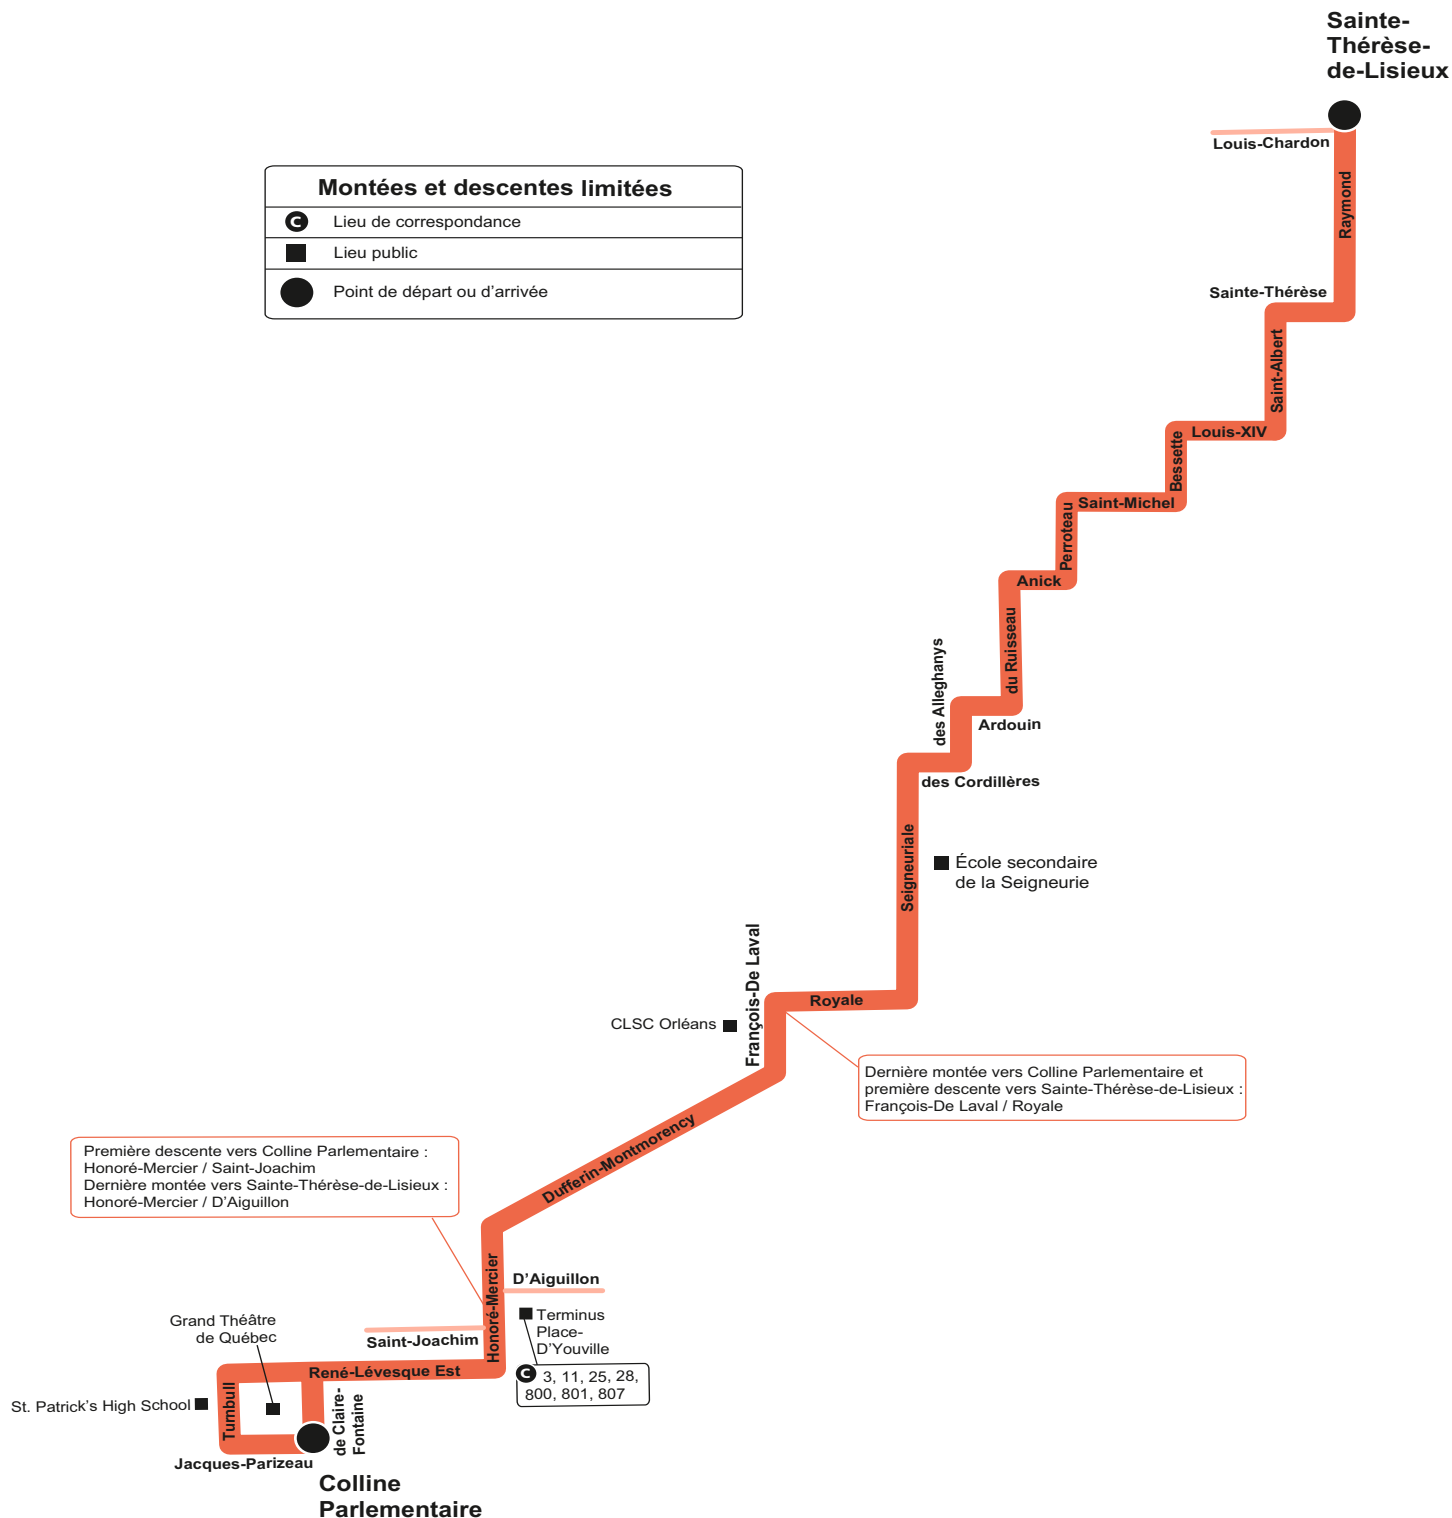 Sainte-
Thérèse-
de-Lisieux
Louis-Chardon
Raymond
Montées et descentes limitées
C
Lieu de correspondance
Lieu public
Point de départ ou d'arrivée
Sainte-Thérèse
Saint-Albert
Louis-XIV
Bessette
Saint-Michel
Perroteau
Anick
du Ruisseau
des Alleghanys
Ardouin
des Cordillères
Seigneuriale
École secondaire
de la Seigneurie
François-De Laval
Royale
CLSC Orléans
Dernière montée vers Colline Parlementaire et
première descente vers Sainte-Thérèse-de-Lisieux :
François-De Laval / Royale
Dufferin-Montmorency
Première descente vers Colline Parlementaire :
Honoré-Mercier / Saint-Joachim
Dernière montée vers Sainte-Thérèse-de-Lisieux :
Honoré-Mercier / D'Aiguillon
Honoré-Mercier
D'Aiguillon
Terminus
Place-
D'Youville
C 3, 11, 25, 28,
800, 801, 807
Grand Théâtre
de Québec
Saint-Joachim
René-Lévesque Est
St. Patrick's High School
Turnbull
de Claire-
Fontaine
Jacques-Parizeau
Colline
Parlementaire